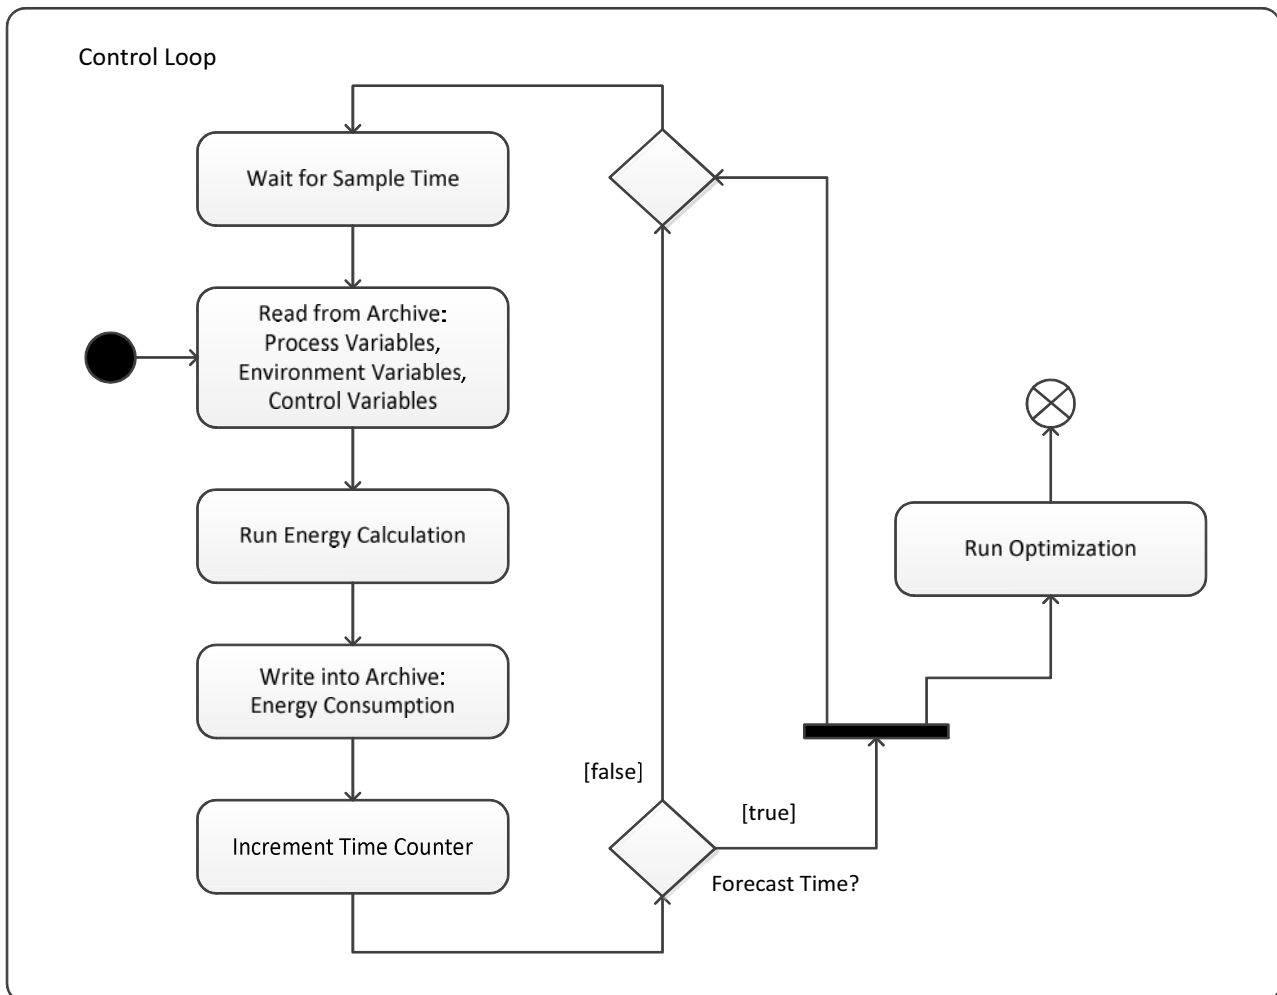 Control Loop
Wait for Sample Time
Read from Archive:
Process Variables,
Environment Variables,
Control Variables
Run Energy Calculation
Run Optimization
Write into Archive:
Energy Consumption
[false]
[true]
Increment Time Counter
Forecast Time?